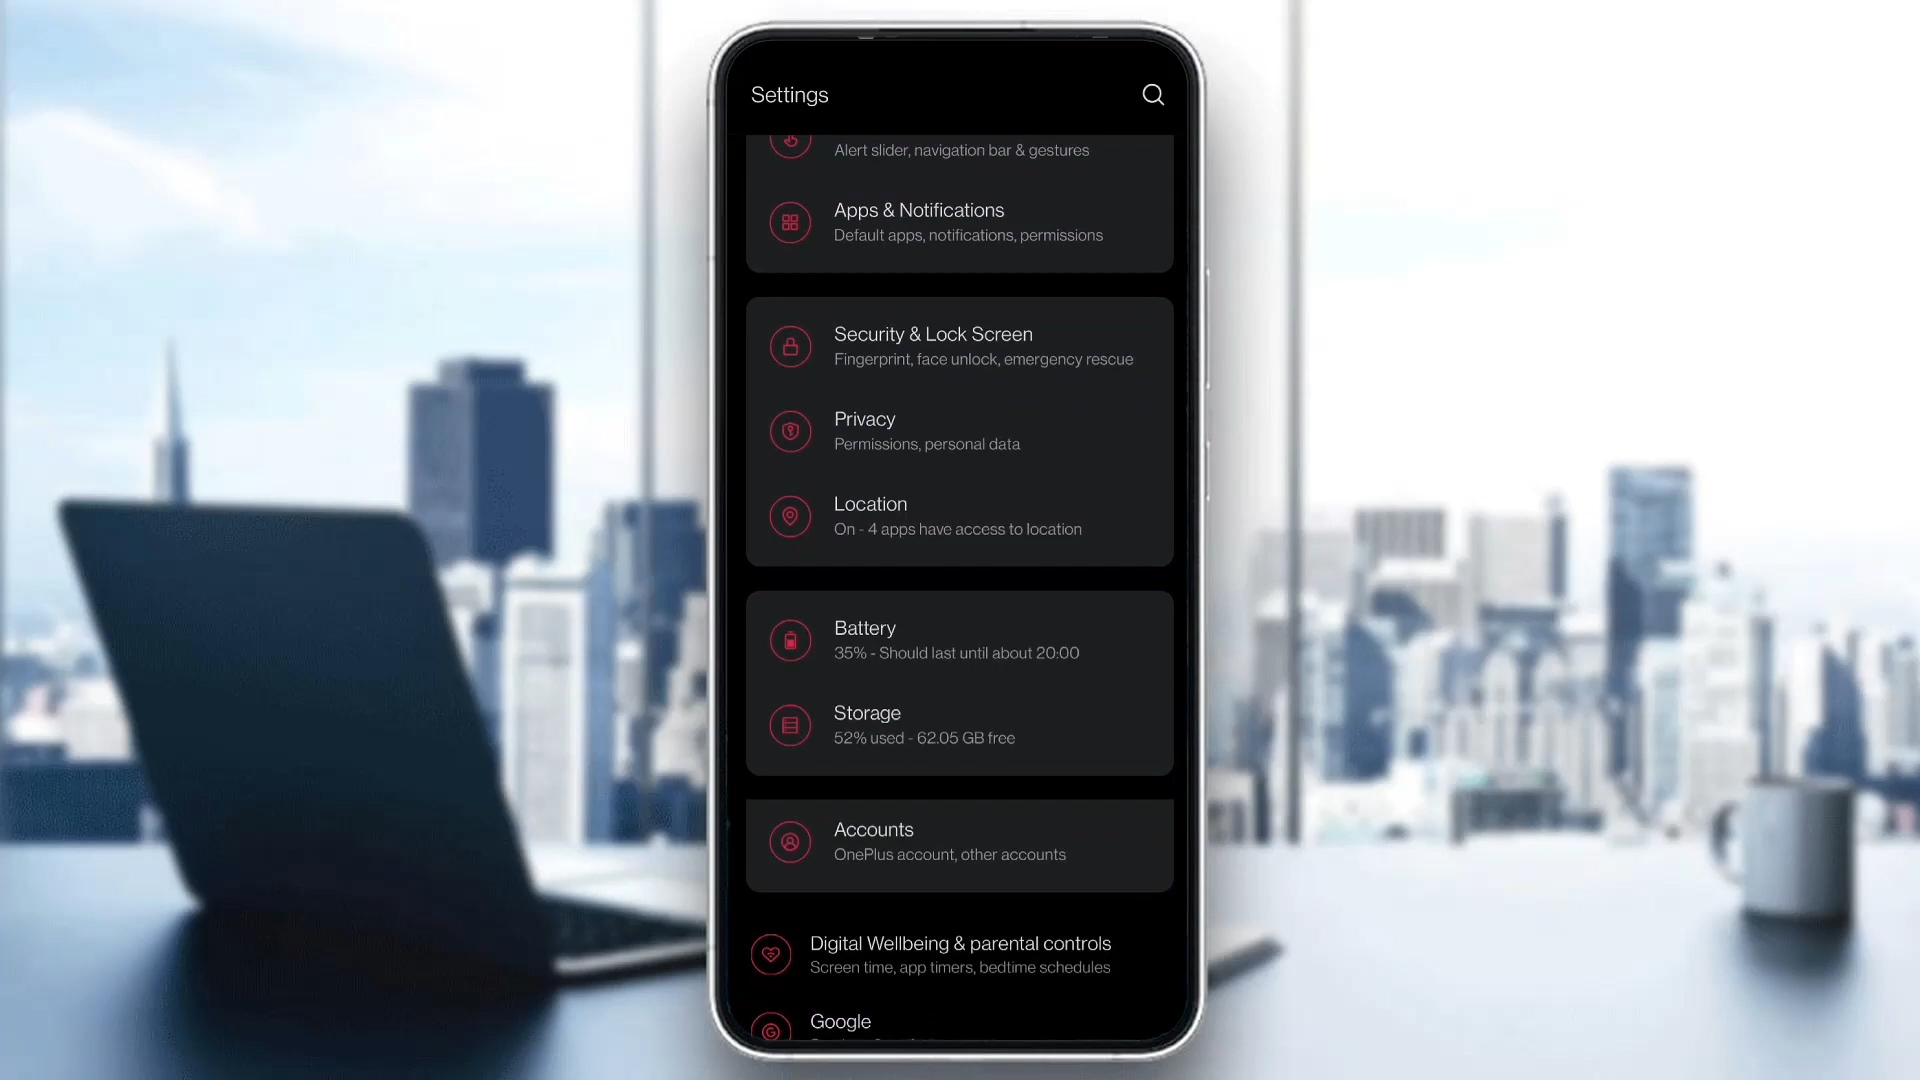 Settings
Alert slider, navigation bar & gestures
Apps & Notifications
Default apps, notifications, permissions
Security & Lock Screen
Fingerprint, face unlock, emergency rescue
Privacy
Permissions, personal data
Location
On - 4 apps have access to location
Battery
35% - Should last until about 20:00
Storage
52% used - 62.05 GB free
Accounts
OnePlus account, other accounts
Digital Wellbeing & parental controls
Screen time, app timers, bedtime schedules
Google